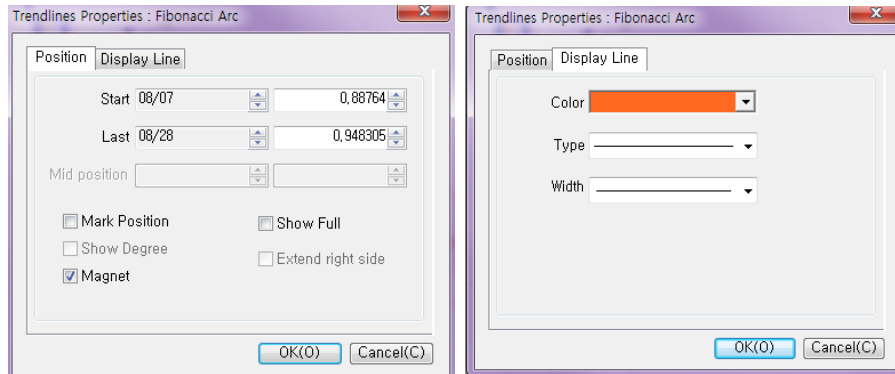 Trendlines Properties : Fibonacci Arc
Position Display Line
Start 08/07 0,88764
Last 08/28 0,948305
Mid position
Mark Position Show Full
Show Degree Extend right side
Magnet
OK(O) Cancel(C)
Trendlines Properties : Fibonacci Arc
Position Display Line
Color
Type
Width
OK(O) Cancel(C)